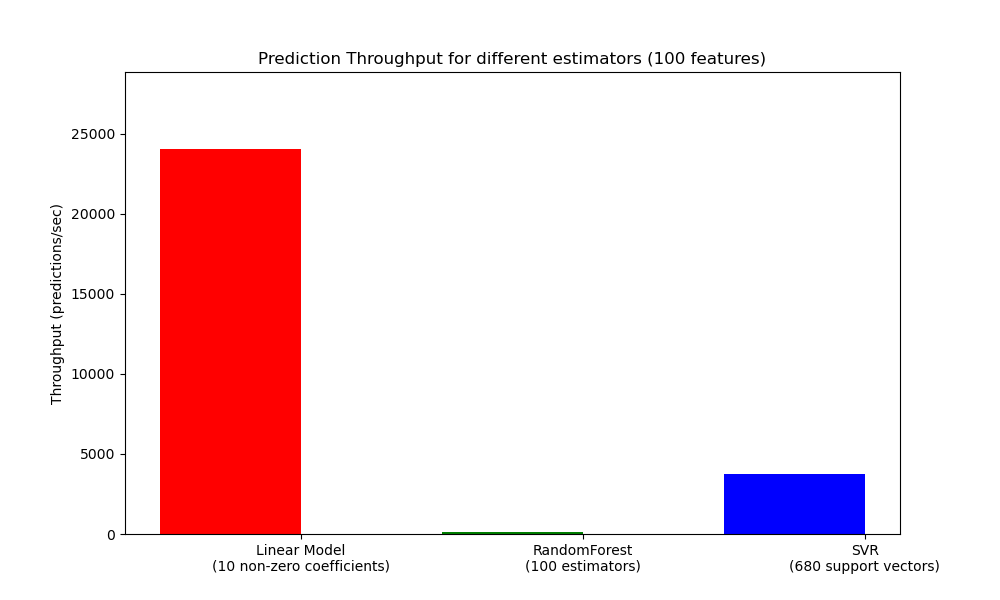 Prediction Throughput for different estimators (100 features)
Throughput (predictions/sec)
25000
20000
15000
10000
5000
0
Linear Model
(10 non-zero coefficients)
RandomForest
(100 estimators)
SVR
(680 support vectors)